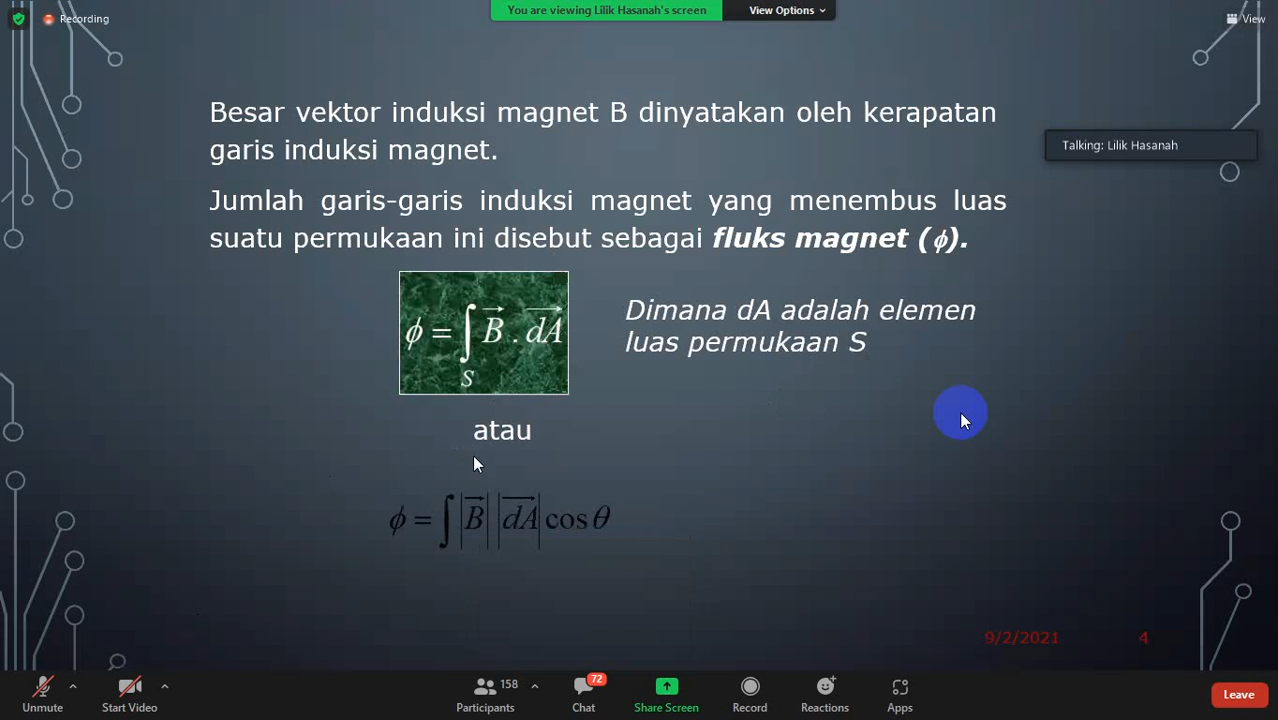 Recording
You are viewing Lilik Hasanah's screen
View Options
View
Besar vektor induksi magnet B dinyatakan oleh kerapatan
garis induksi magnet.
Talking: Lilik Hasanah
Jumlah garis-garis induksi magnet yang menembus luas
suatu permukaan ini disebut sebagai fluks magnet (ϕ).
ϕ = ∫ B⃗ . dA⃗
S
Dimana dA adalah elemen
luas permukaan S
atau
ϕ = ∫ |B⃗| |dA⃗| cos θ
9/2/2021 4
Unmute
Start Video
158
Participants
72
Chat
Share Screen
Record
Reactions
Apps
Leave